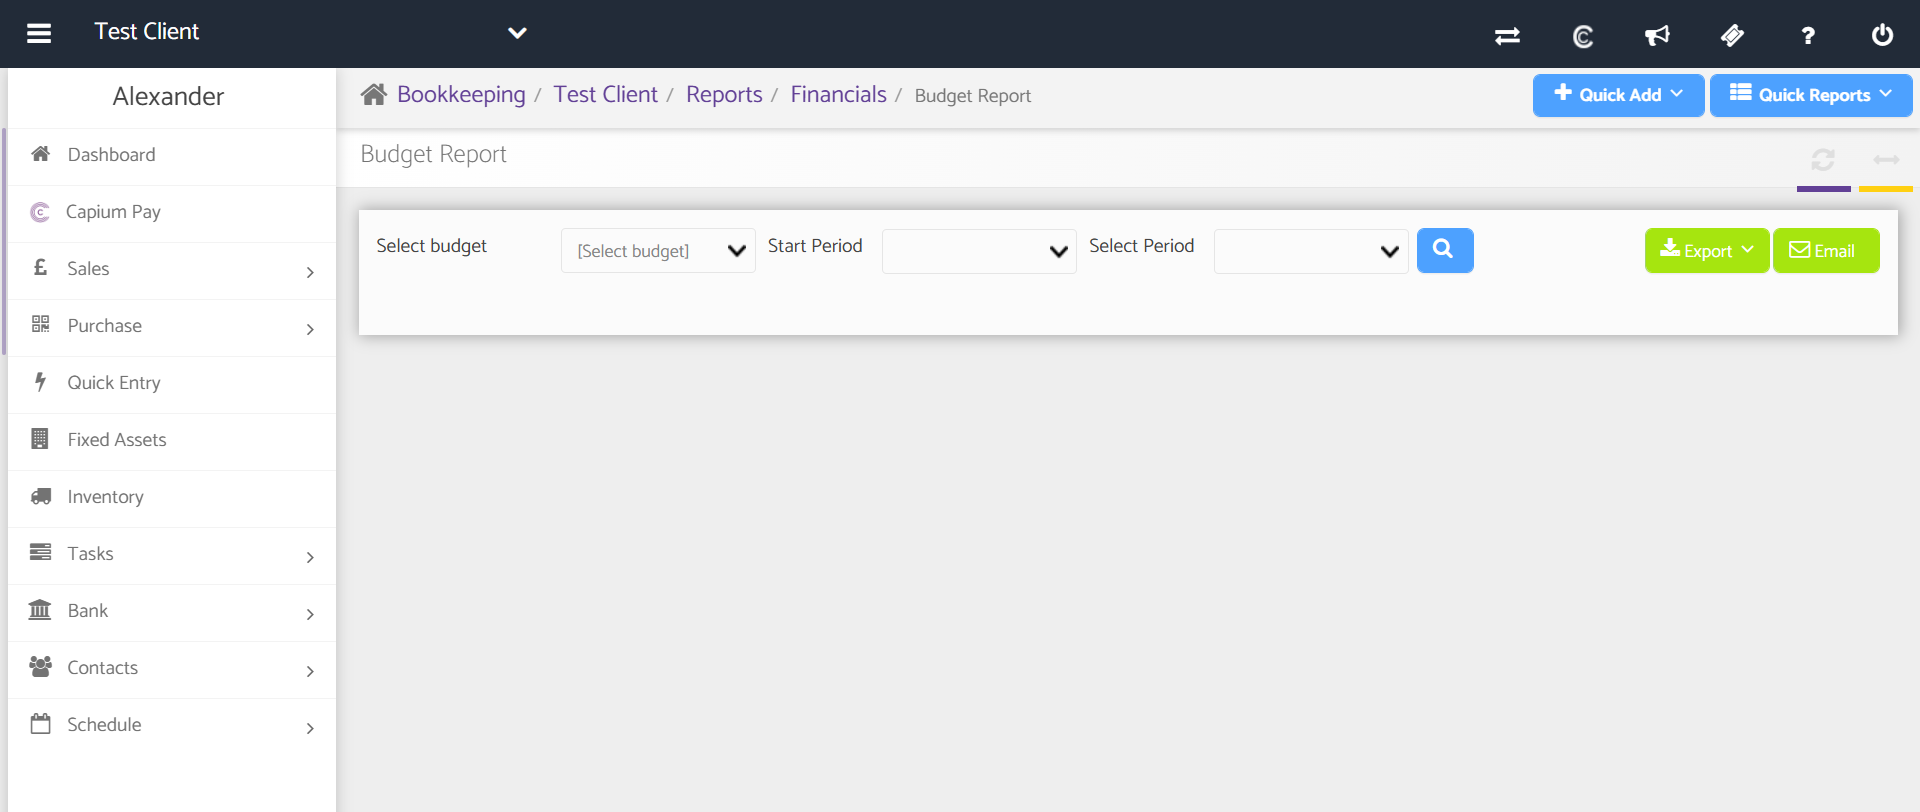 Test Client
?
Alexander
Bookkeeping / Test Client / Reports / Financials / Budget Report
Quick Add
Quick Reports
Budget Report
Dashboard
Capium Pay
£ Sales
Purchase
Quick Entry
Fixed Assets
Inventory
Tasks
Bank
Contacts
Schedule
Select budget [Select budget] Start Period Select Period
Export
Email